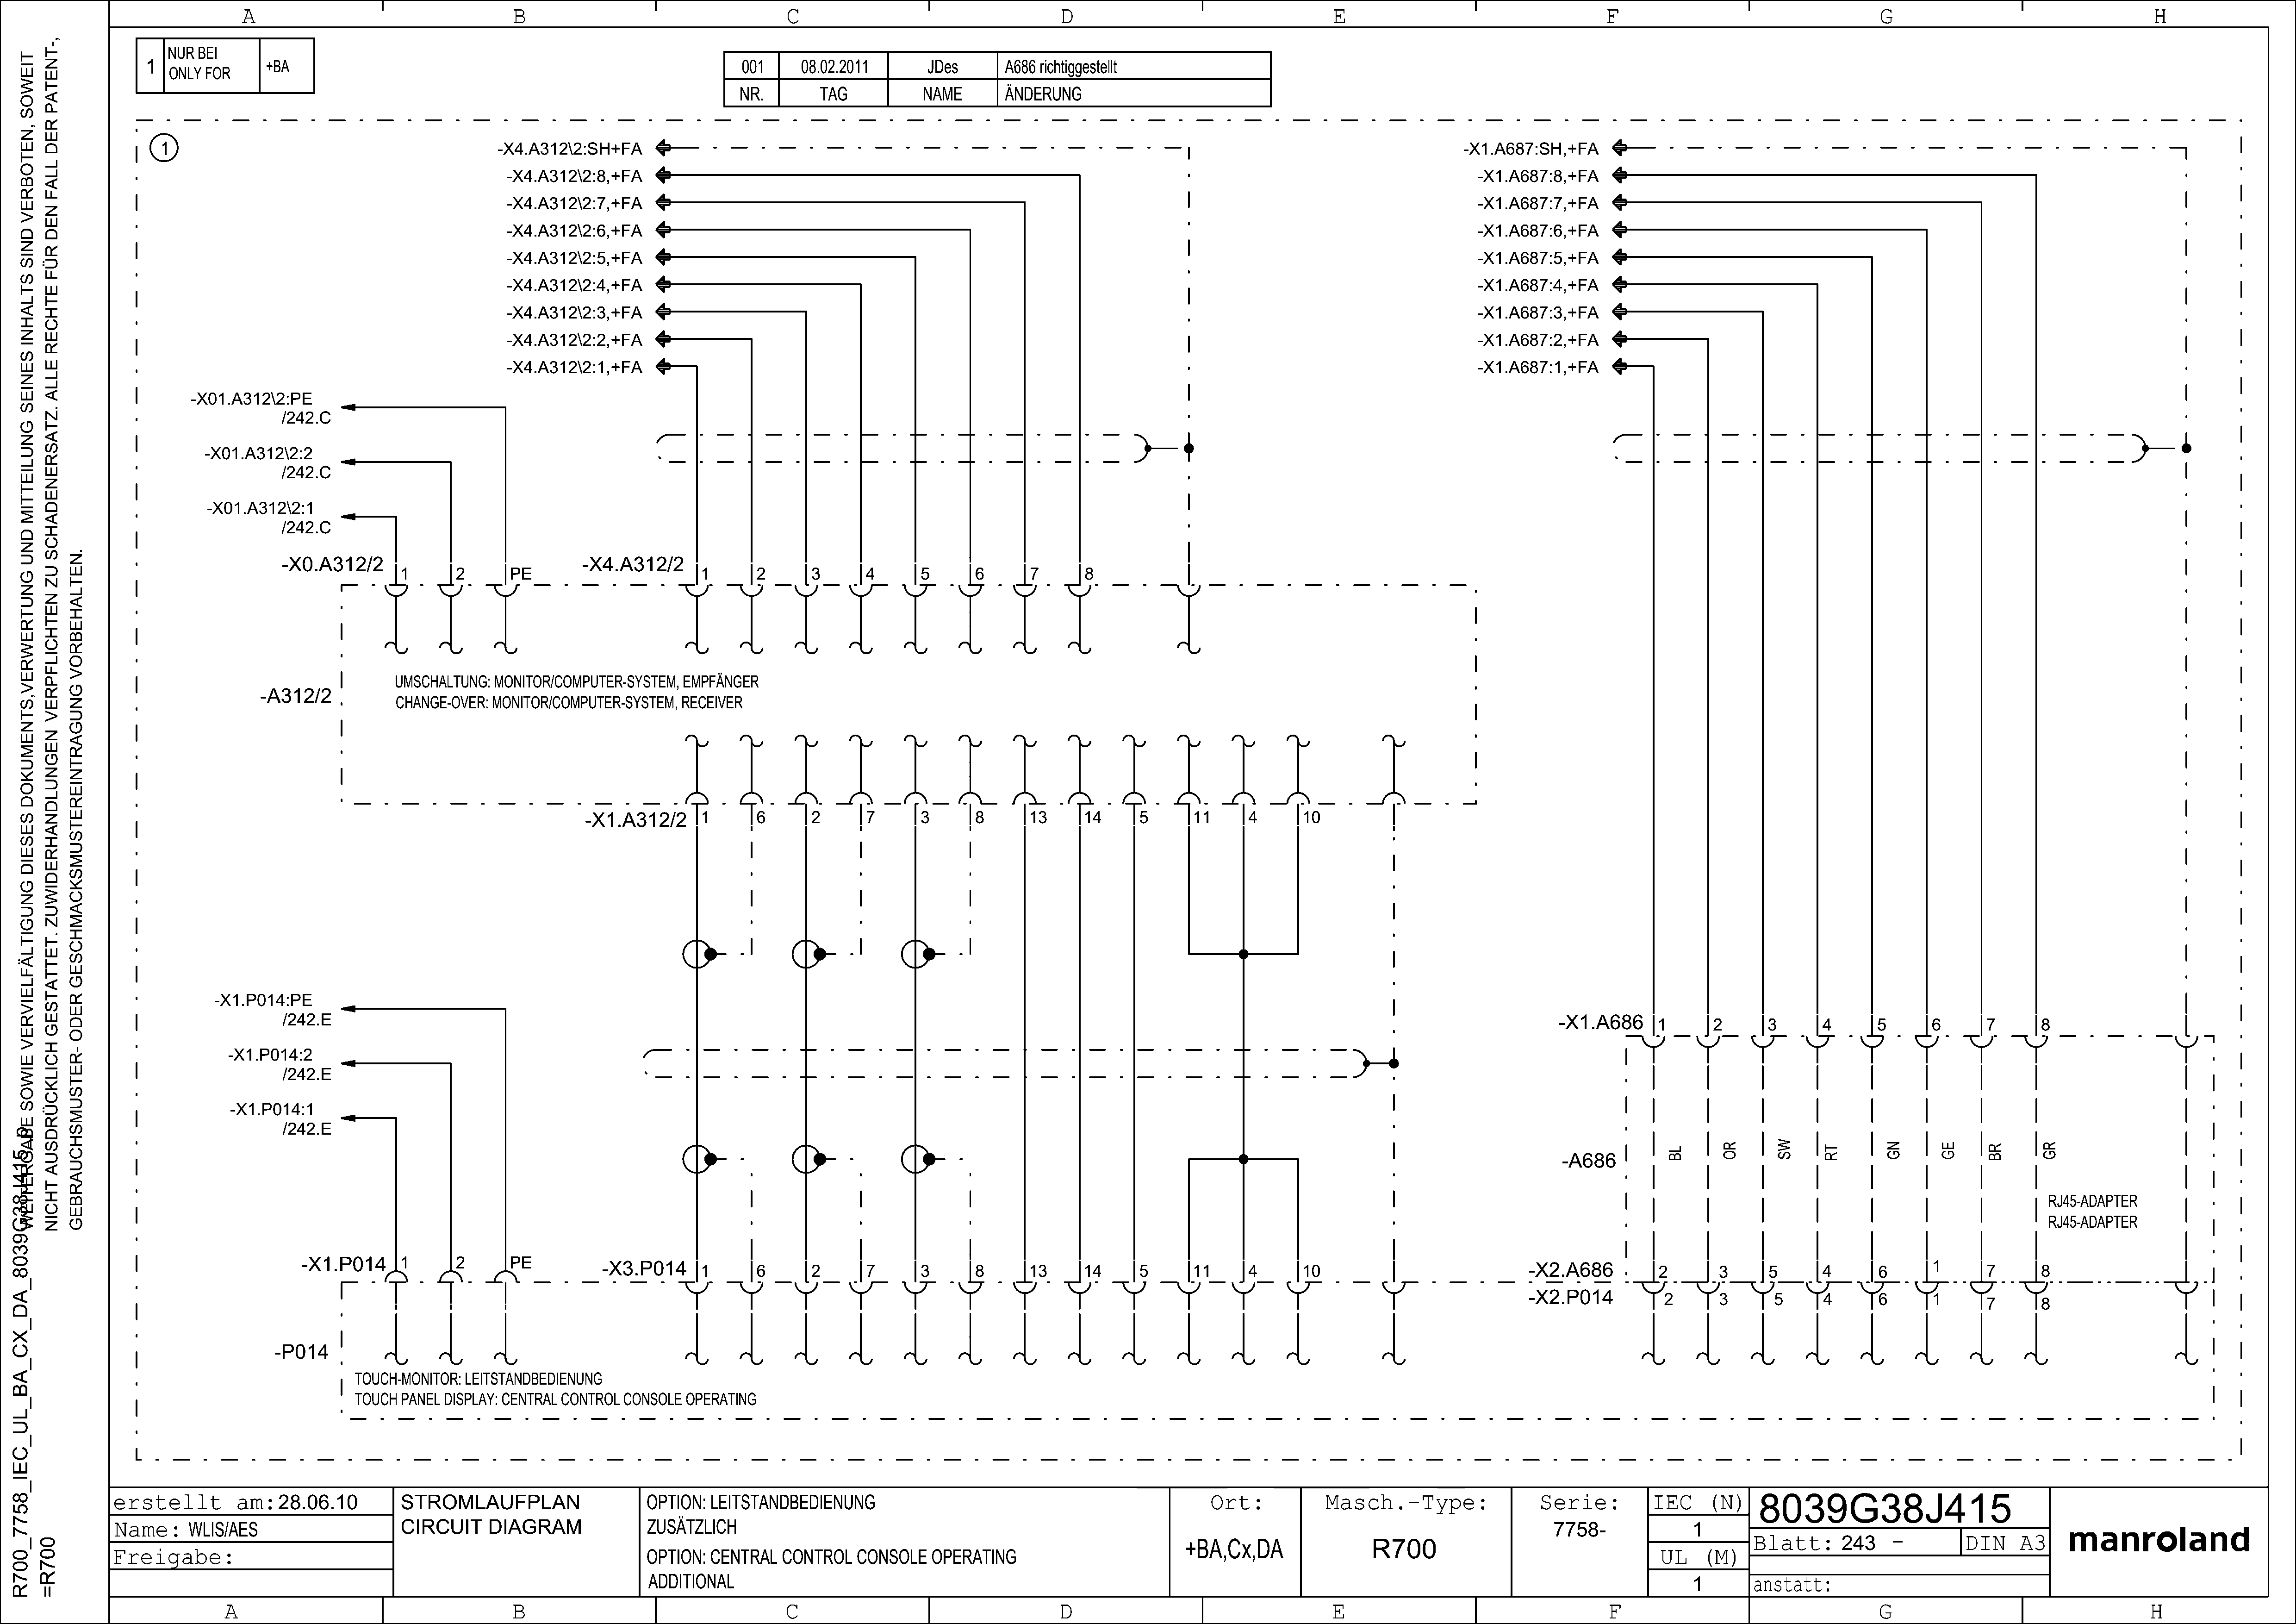 A B C D E F G H
1 NUR BEI
ONLY FOR +BA
001 08.02.2011 JDes A686 richtiggestellt
NR. TAG NAME ÄNDERUNG
1
-X4.A312\2:SH+FA
-X4.A312\2:8,+FA
-X4.A312\2:7,+FA
-X4.A312\2:6,+FA
-X4.A312\2:5,+FA
-X4.A312\2:4,+FA
-X4.A312\2:3,+FA
-X4.A312\2:2,+FA
-X4.A312\2:1,+FA
-X1.A687:SH,+FA
-X1.A687:8,+FA
-X1.A687:7,+FA
-X1.A687:6,+FA
-X1.A687:5,+FA
-X1.A687:4,+FA
-X1.A687:3,+FA
-X1.A687:2,+FA
-X1.A687:1,+FA
-X01.A312\2:PE
/242.C
-X01.A312\2:2
/242.C
-X01.A312\2:1
/242.C
-X0.A312/2 1 2 PE -X4.A312/2 1 2 3 4 5 6 7 8
-A312/2
UMSCHALTUNG: MONITOR/COMPUTER-SYSTEM, EMPFÄNGER
CHANGE-OVER: MONITOR/COMPUTER-SYSTEM, RECEIVER
-X1.A312/2 1 6 2 7 3 8 13 14 5 11 4 10
-X1.P014:PE
/242.E
-X1.P014:2
/242.E
-X1.P014:1
/242.E
-X1.A686 1 2 3 4 5 6 7 8
-A686 BL OR SW RT GN GE BR GR
RJ45-ADAPTER
RJ45-ADAPTER
-X1.P014 1 2 PE -X3.P014 1 6 2 7 3 8 13 14 5 11 4 10
-X2.A686 2 3 5 4 6 1 7 8
-X2.P014 2 3 5 4 6 1 7 8
-P014
TOUCH-MONITOR: LEITSTANDBEDIENUNG
TOUCH PANEL DISPLAY: CENTRAL CONTROL CONSOLE OPERATING
erstellt am: 28.06.10
Name: WLIS/AES
Freigabe:
STROMLAUFPLAN
CIRCUIT DIAGRAM
OPTION: LEITSTANDBEDIENUNG
ZUSÄTZLICH
OPTION: CENTRAL CONTROL CONSOLE OPERATING
ADDITIONAL
Ort:
+BA,Cx,DA
Masch.-Type:
R700
Serie:
7758-
IEC (N)
1
UL (M)
1
8039G38J415
Blatt: 243 - DIN A3
anstatt:
manroland
A B C D E F G H
WEITERGABE SOWIE VERVIELFÄLTIGUNG DIESES DOKUMENTS,VERWERTUNG UND MITTEILUNG SEINES INHALTS SIND VERBOTEN, SOWEIT
NICHT AUSDRÜCKLICH GESTATTET. ZUWIDERHANDLUNGEN VERPFLICHTEN ZU SCHADENERSATZ. ALLE RECHTE FÜR DEN FALL DER PATENT-,
GEBRAUCHSMUSTER- ODER GESCHMACKSMUSTEREINTRAGUNG VORBEHALTEN.
R700_7758_IEC_UL_BA_CX_DA_8039G38J415_p
=R700